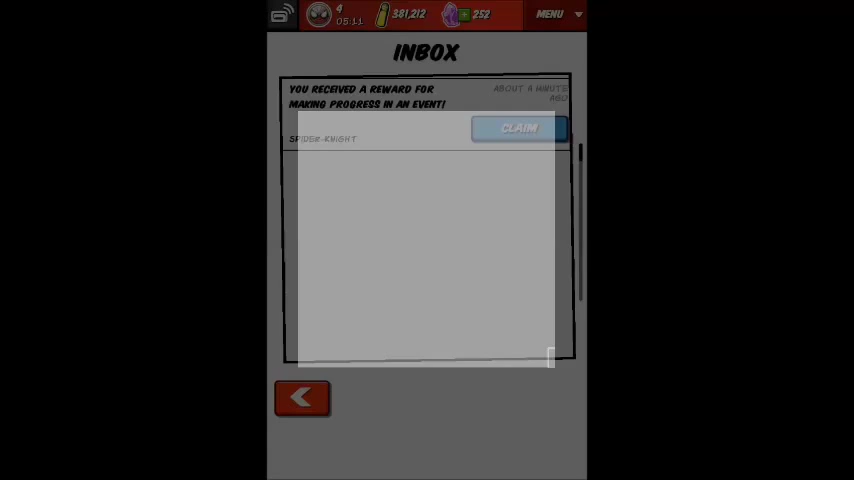 4
05:11
381,212
252
MENU
INBOX
YOU RECEIVED A REWARD FOR
MAKING PROGRESS IN AN EVENT!
ABOUT A MINUTE
AGO
CLAIM
SPIDER-KNIGHT